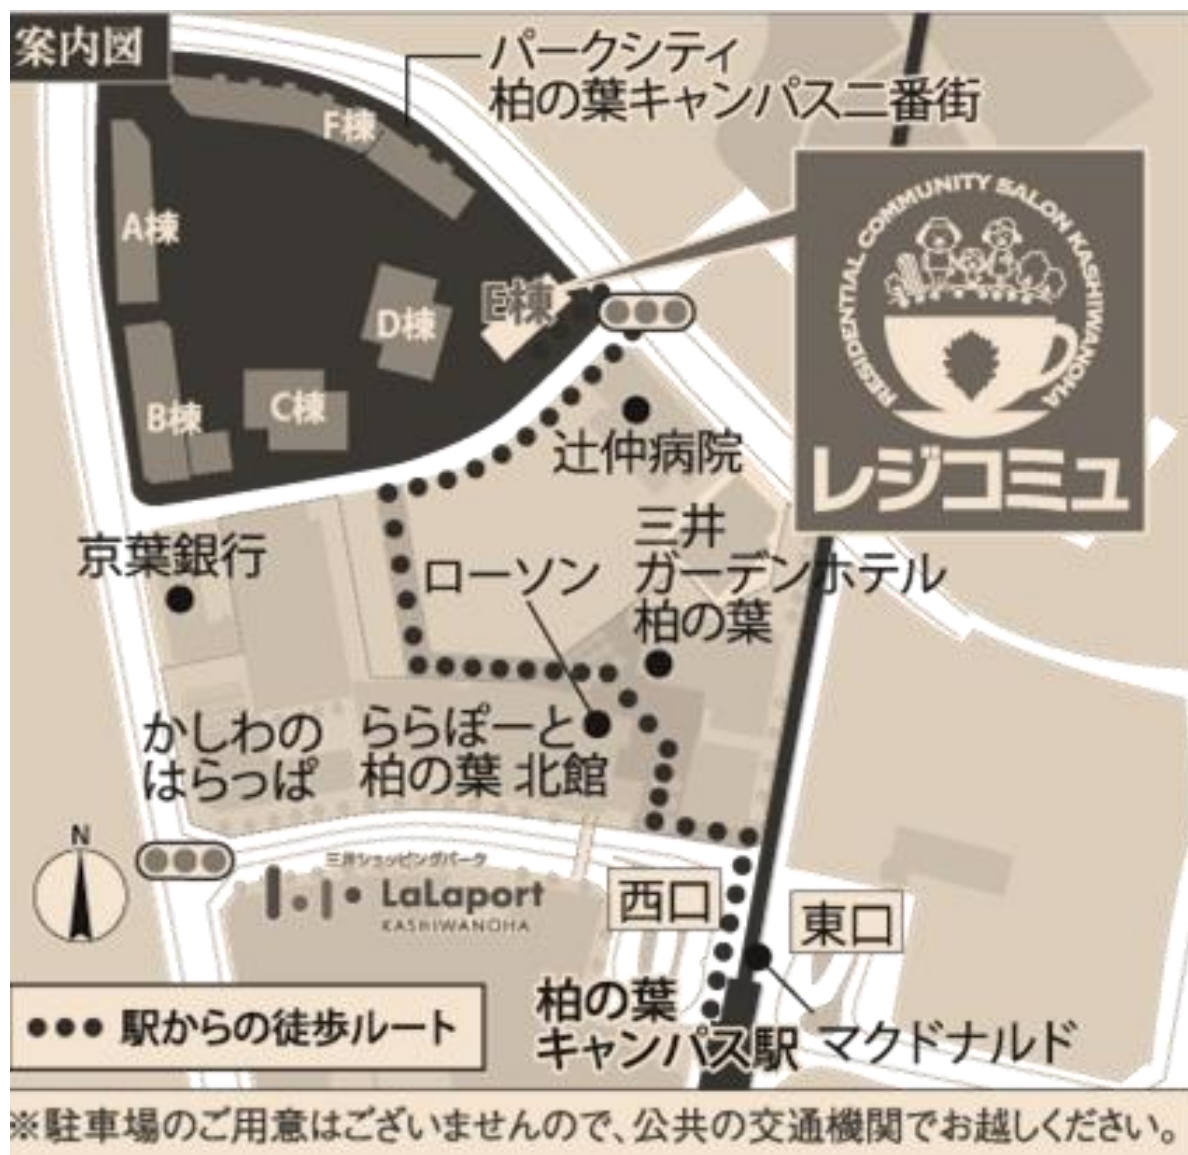 案内図
パークシティ
柏の葉キャンパス二番街
F棟
A棟
E棟
D棟
C棟
B棟
RESIDENTIAL COMMUNITY SALON KASHIWANOHA
レジコミュ
辻仲病院
京葉銀行
ローソン
三井
ガーデンホテル
柏の葉
かしわの
はらっぱ
ららぽーと
柏の葉 北館
N
三井ショッピングパーク
LaLaport
KASHIWANOHA
西口
東口
柏の葉
キャンパス駅
マクドナルド
●●● 駅からの徒歩ルート
※駐車場のご用意はございませんので、公共の交通機関でお越しください。